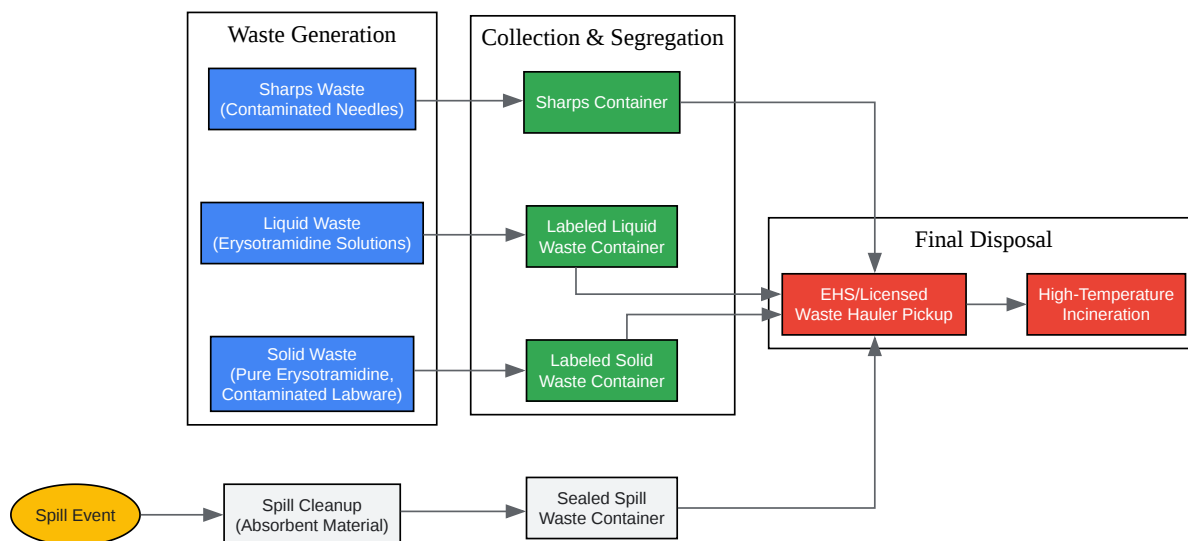 Waste Generation
Sharps Waste
(Contaminated Needles)
Liquid Waste
(Erysotramidine Solutions)
Solid Waste
(Pure Erysotramidine,
Contaminated Labware)
Collection & Segregation
Sharps Container
Labeled Liquid
Waste Container
Labeled Solid
Waste Container
Final Disposal
EHS/Licensed
Waste Hauler Pickup
High-Temperature
Incineration
Spill Event
Spill Cleanup
(Absorbent Material)
Sealed Spill
Waste Container